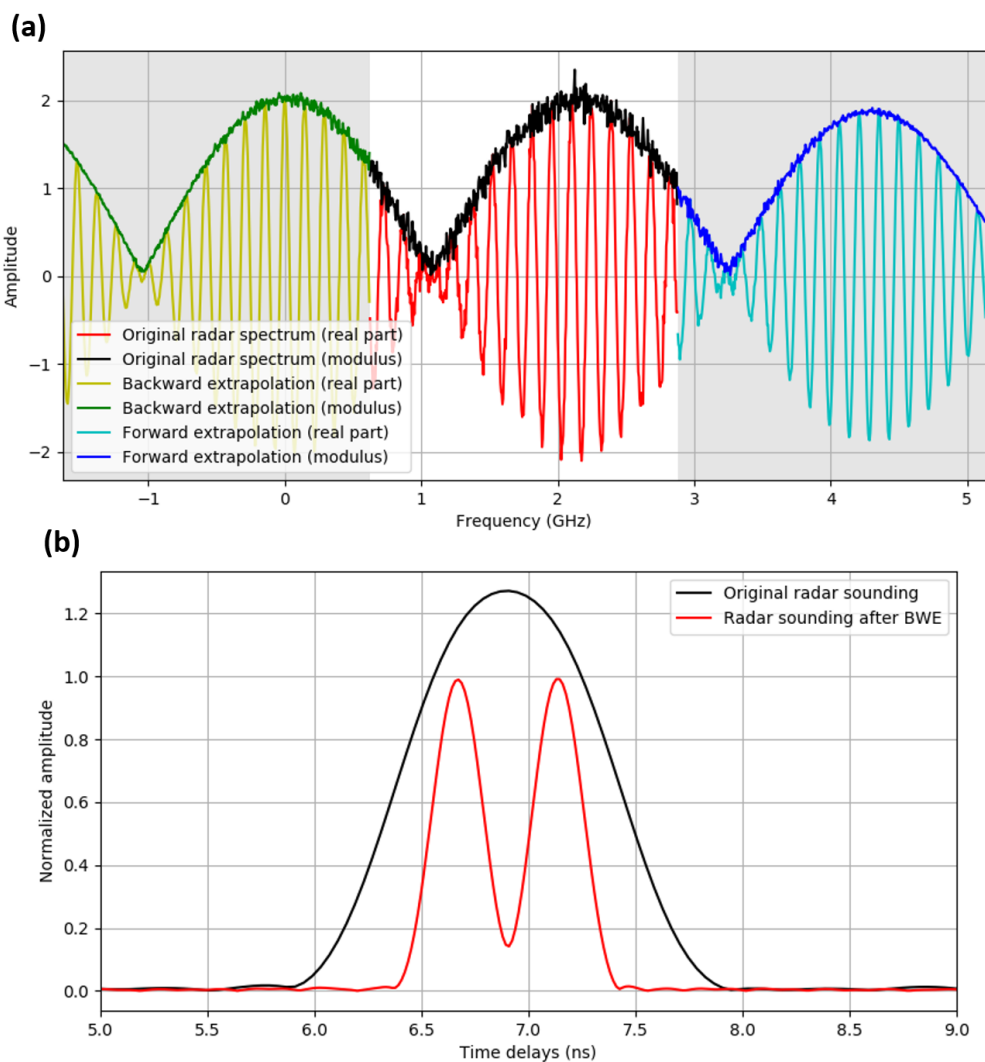 (a)
2
1
0
−1
−2
Amplitude
Original radar spectrum (real part)
Original radar spectrum (modulus)
Backward extrapolation (real part)
Backward extrapolation (modulus)
Forward extrapolation (real part)
Forward extrapolation (modulus)
−1 0 1 2 3 4 5
Frequency (GHz)
(b)
Original radar sounding
Radar sounding after BWE
1.2
1.0
0.8
0.6
0.4
0.2
0.0
Normalized amplitude
5.0 5.5 6.0 6.5 7.0 7.5 8.0 8.5 9.0
Time delays (ns)